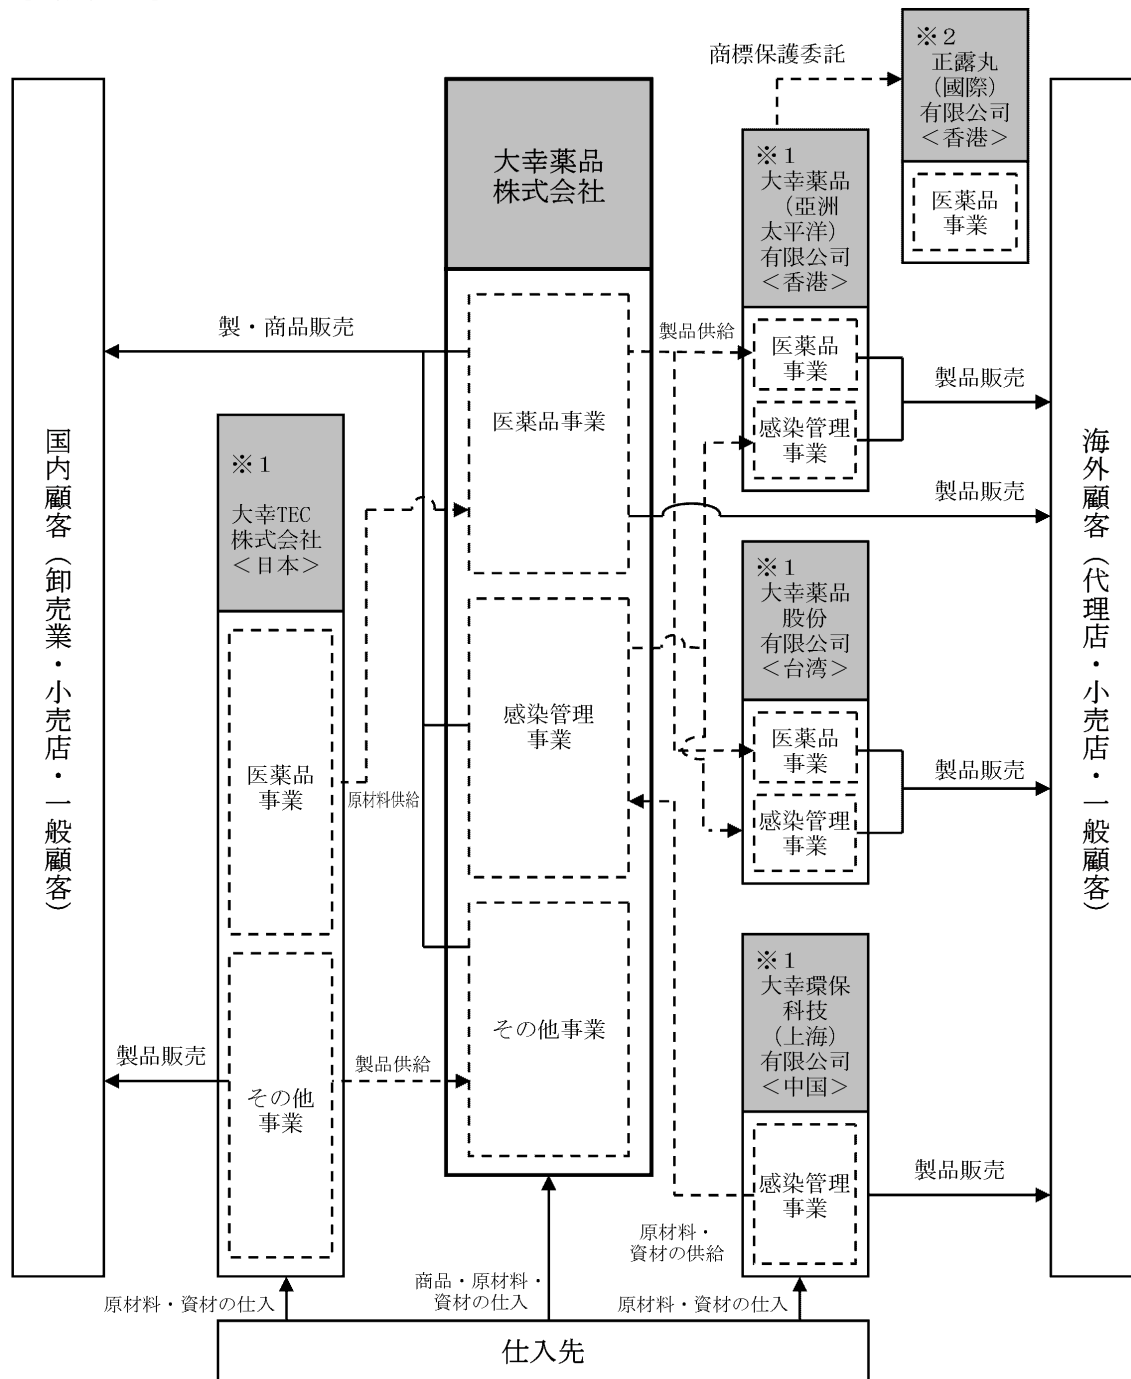 商標保護委託
※２
正露丸
（國際）
有限公司
＜香港＞
医薬品
事業
大幸薬品
株式会社
※１
大幸薬品
（亞洲
太平洋）
有限公司
＜香港＞
製・商品販売
製品供給
医薬品
事業
感染管理
事業
製品販売
医薬品事業
製品販売
国内顧客（卸売業・小売店・一般顧客）
海外顧客（代理店・小売店・一般顧客）
※１
大幸TEC
株式会社
＜日本＞
※１
大幸薬品
股份
有限公司
＜台湾＞
感染管理
事業
医薬品
事業
原材料供給
医薬品
事業
感染管理
事業
製品販売
※１
大幸環保
科技
（上海）
有限公司
＜中国＞
その他事業
製品販売
製品供給
その他
事業
感染管理
事業
製品販売
原材料・
資材の供給
原材料・資材の仕入
商品・原材料・
資材の仕入
原材料・資材の仕入
仕入先